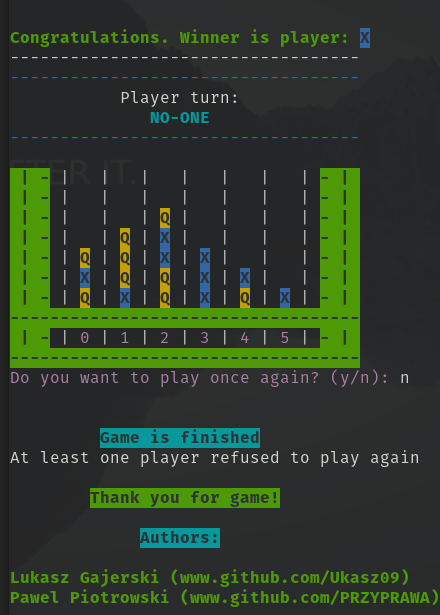 Congratulations. Winner is player: X
-----------------------------------
-----------------------------------
Player turn:
NO-ONE
-----------------------------------
TER IT.
| - | | | | | | | - |
| - | | | | | | | - |
| - | | | Q | | | | - |
| - | | Q | X | | | | - |
| - | Q | Q | Q | X | | | - |
| - | X | Q | Q | X | X | | - |
| - | Q | X | X | X | Q | X | - |
-----------------------------------
| - | 0 | 1 | 2 | 3 | 4 | 5 | - |
-----------------------------------
Do you want to play once again? (y/n): n
Game is finished
At least one player refused to play again
Thank you for game!
Authors:
Lukasz Gajerski (www.github.com/Ukasz09)
Pawel Piotrowski (www.github.com/PRZYPRAWA)